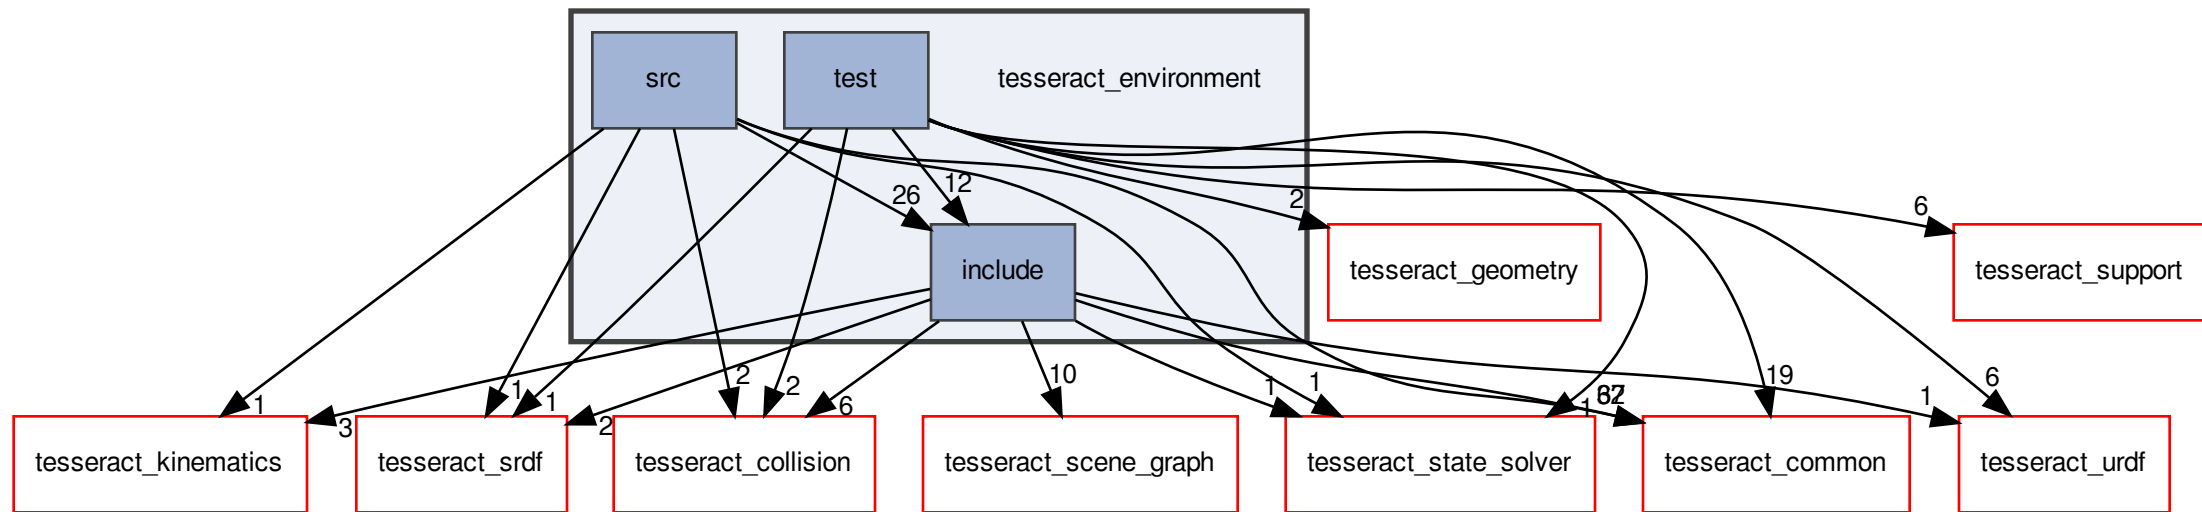 src
test
tesseract_environment
26
12
include
2
tesseract_geometry
6
tesseract_support
1
3
1
1
2
2
2
6
10
1
1
1
19
1
6
tesseract_kinematics
tesseract_srdf
tesseract_collision
tesseract_scene_graph
tesseract_state_solver
tesseract_common
tesseract_urdf